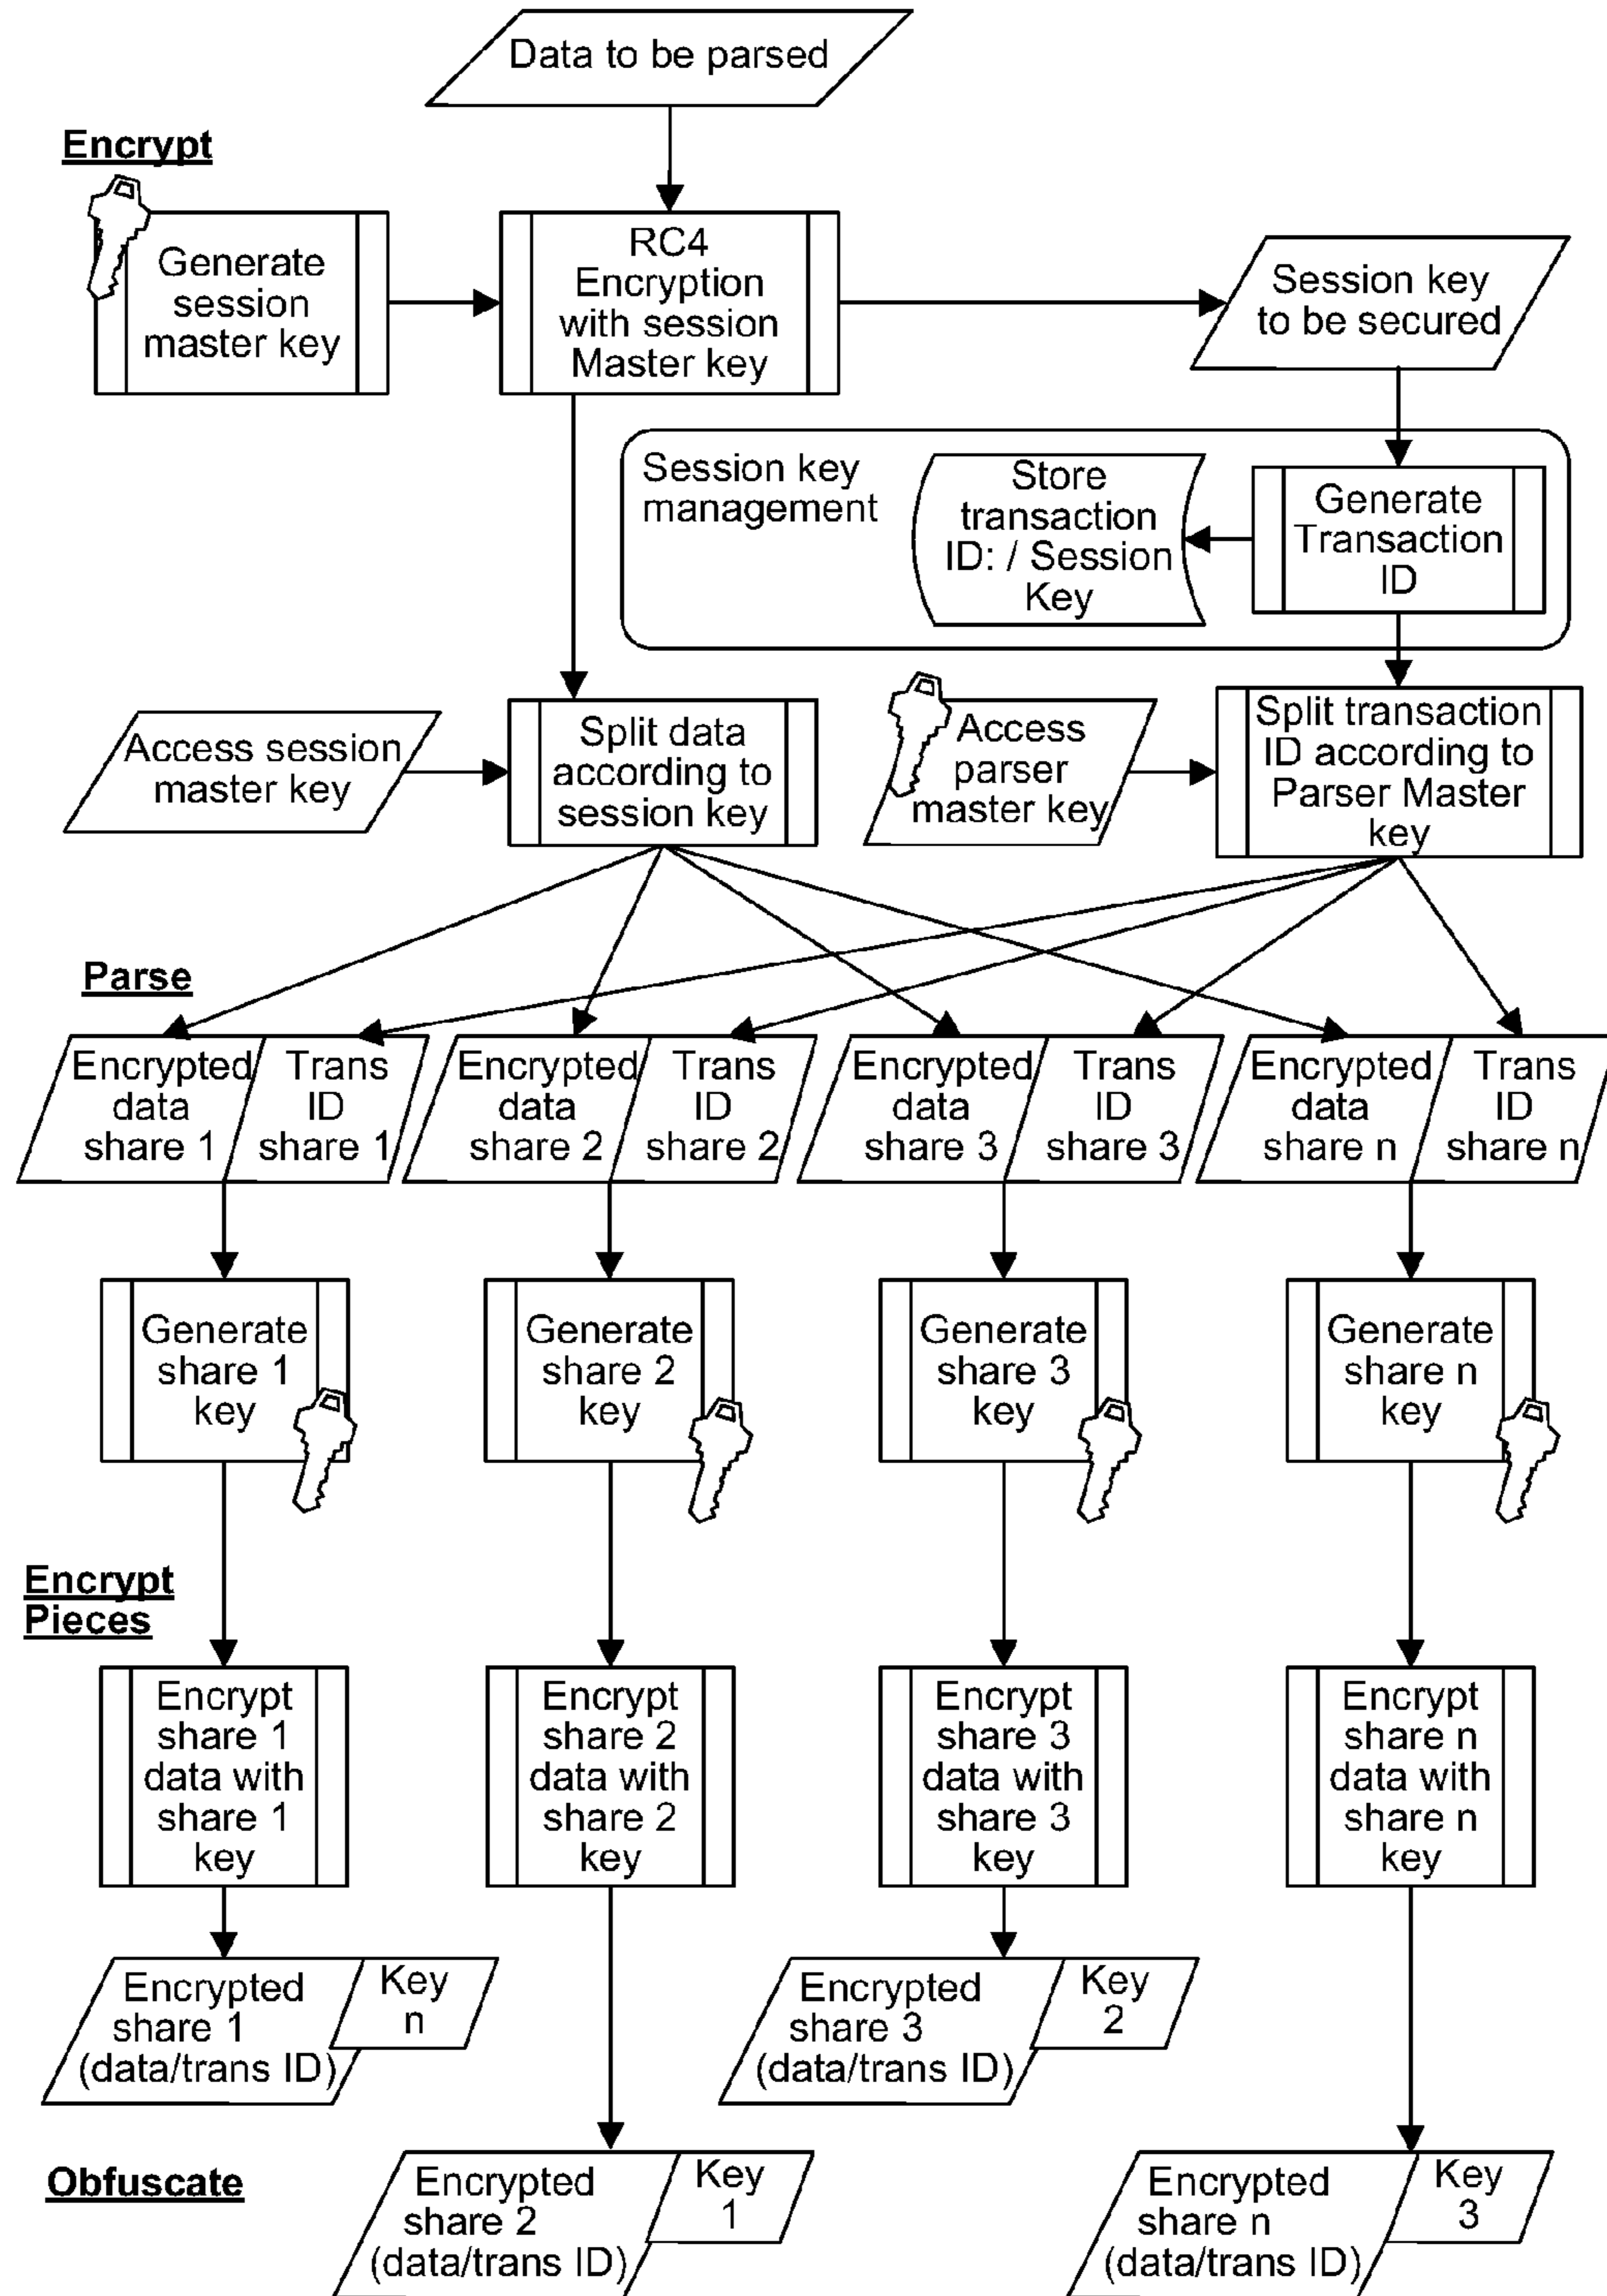 Data to be parsed
Encrypt
Generate
session
master key
RC4
Encryption
with session
Master key
Session key
to be secured
Session key
management
Store
transaction
ID: / Session
Key
Generate
Transaction
ID
Access session
master key
Split data
according to
session key
Access
parser
master key
Split transaction
ID according to
Parser Master
key
Parse
Encrypted
data
share 1
Trans
ID
share 1
Encrypted
data
share 2
Trans
ID
share 2
Encrypted
data
share 3
Trans
ID
share 3
Encrypted
data
share n
Trans
ID
share n
Generate
share 1
key
Generate
share 2
key
Generate
share 3
key
Generate
share n
key
Encrypt
Pieces
Encrypt
share 1
data with
share 1
key
Encrypt
share 2
data with
share 2
key
Encrypt
share 3
data with
share 3
key
Encrypt
share n
data with
share n
key
Encrypted
share 1
(data/trans ID)
Key
n
Encrypted
share 3
(data/trans ID)
Key
2
Obfuscate
Encrypted
share 2
(data/trans ID)
Key
1
Encrypted
share n
(data/trans ID)
Key
3